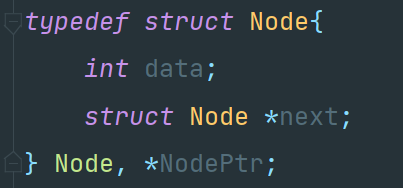 typedef struct Node{
    int data;
    struct Node *next;
} Node, *NodePtr;